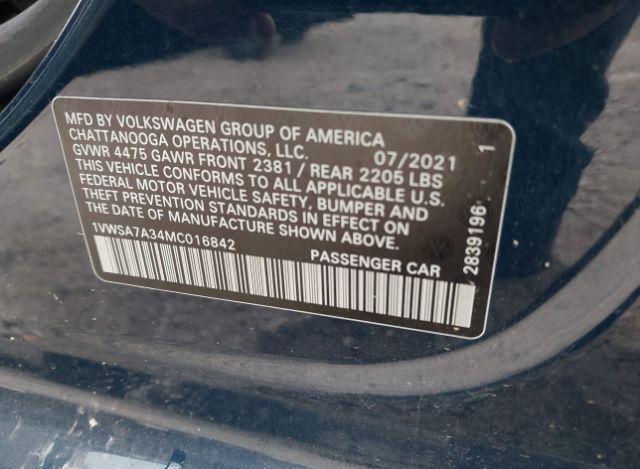 MFD BY VOLKSWAGEN GROUP OF AMERICA
CHATTANOOGA OPERATIONS, LLC. 07/2021 1
GVWR 4475 GAWR FRONT 2381 / REAR 2205 LBS
THIS VEHICLE CONFORMS TO ALL APPLICABLE U.S.
FEDERAL MOTOR VEHICLE SAFETY, BUMPER AND
THEFT PREVENTION STANDARDS IN EFFECT ON
THE DATE OF MANUFACTURE SHOWN ABOVE.
1VWSA7A34MC016842
PASSENGER CAR
2839196